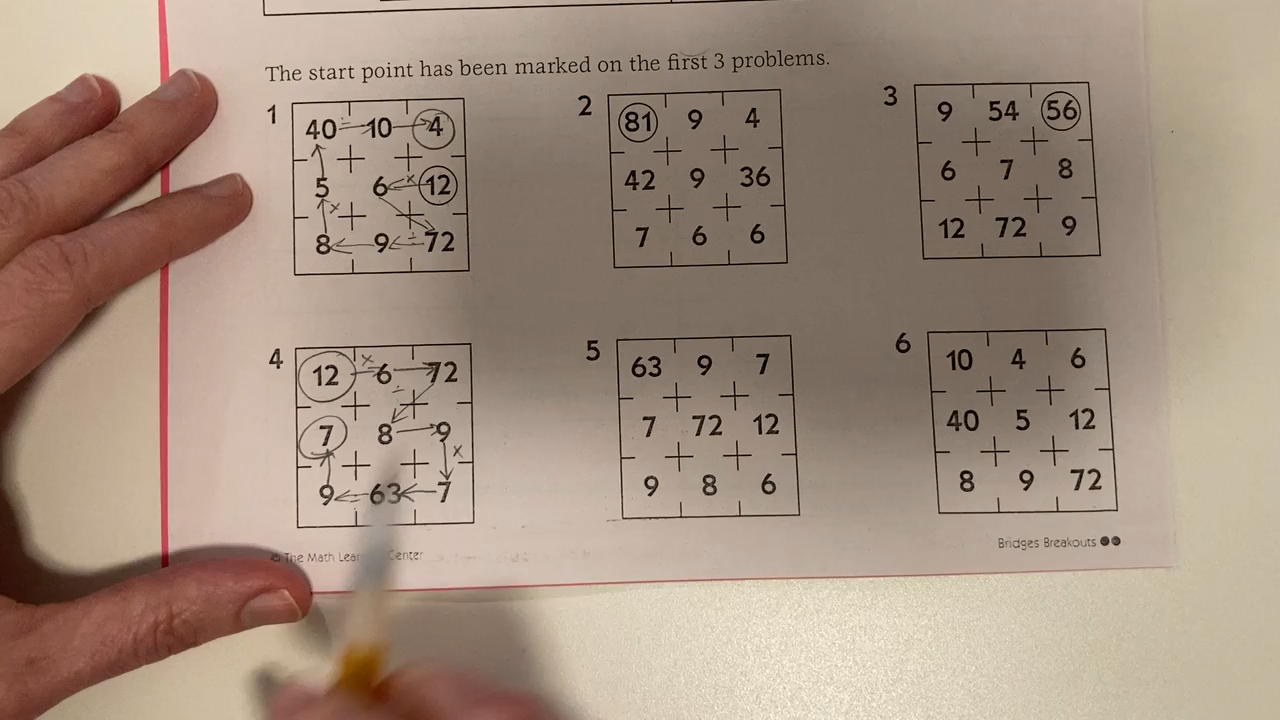 The start point has been marked on the first 3 problems.
1
40 ÷ 10 4
5 6 × 12
×
8 9 ÷ 72
2
81 9 4
42 9 36
7 6 6
3
9 54 56
6 7 8
12 72 9
4
12 × 6 72
÷
7 8 9
×
9 ÷ 63 7
5
63 9 7
7 72 12
9 8 6
6
10 4 6
40 5 12
8 9 72
© The Math Center
Bridges Breakouts